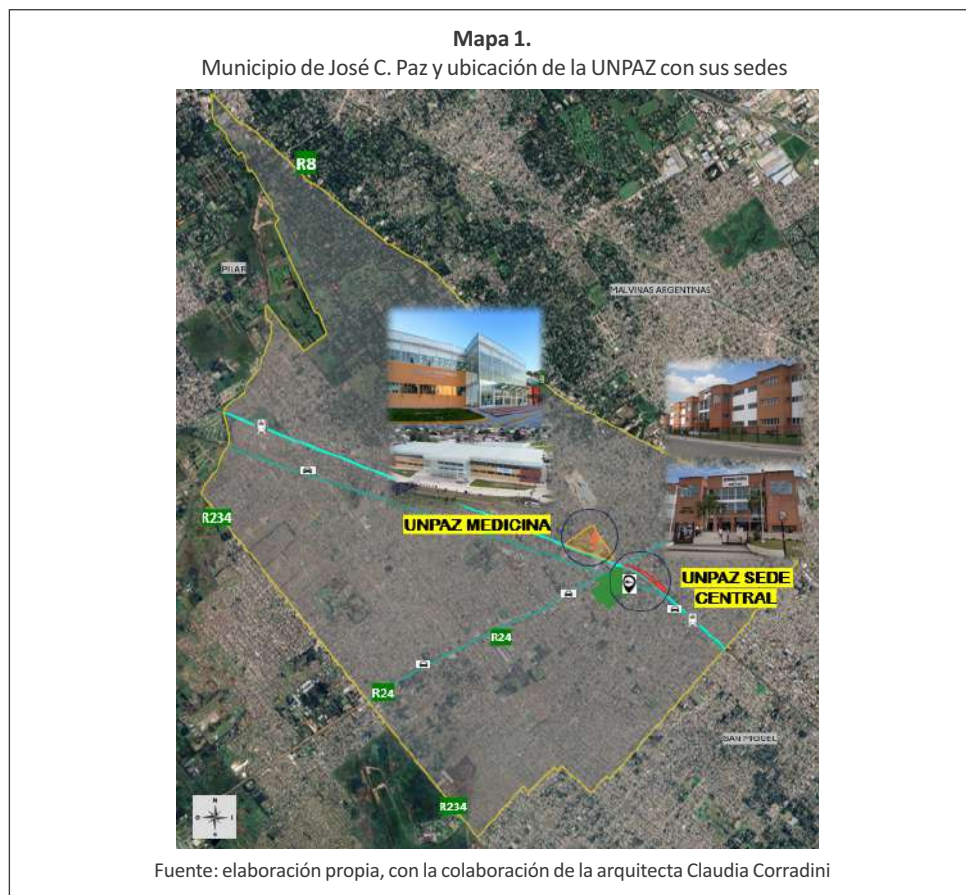 Mapa 1.
Municipio de José C. Paz y ubicación de la UNPAZ con sus sedes
R8
PILAR
MALVINAS ARGENTINAS
UNPAZ MEDICINA
R234
UNPAZ SEDE
CENTRAL
R24
R24
SAN MIGUEL
R234
N
Fuente: elaboración propia, con la colaboración de la arquitecta Claudia Corradini